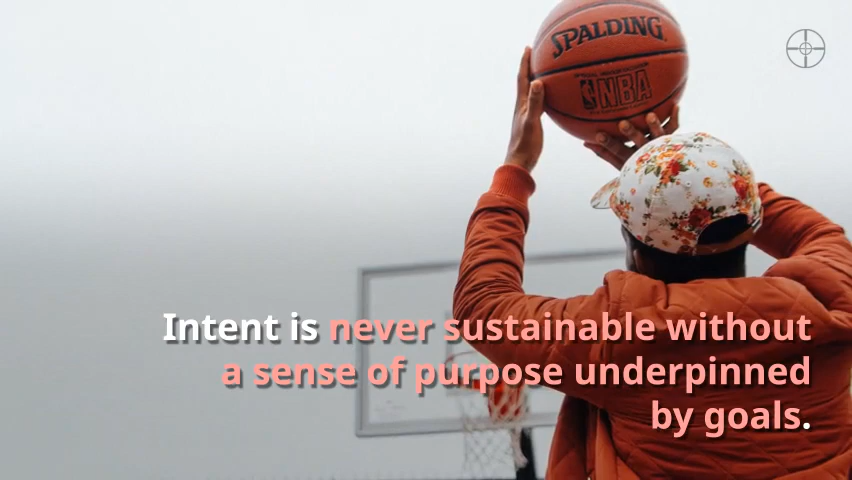 SPALDING
NBA
Intent is never sustainable without
a sense of purpose underpinned
by goals.